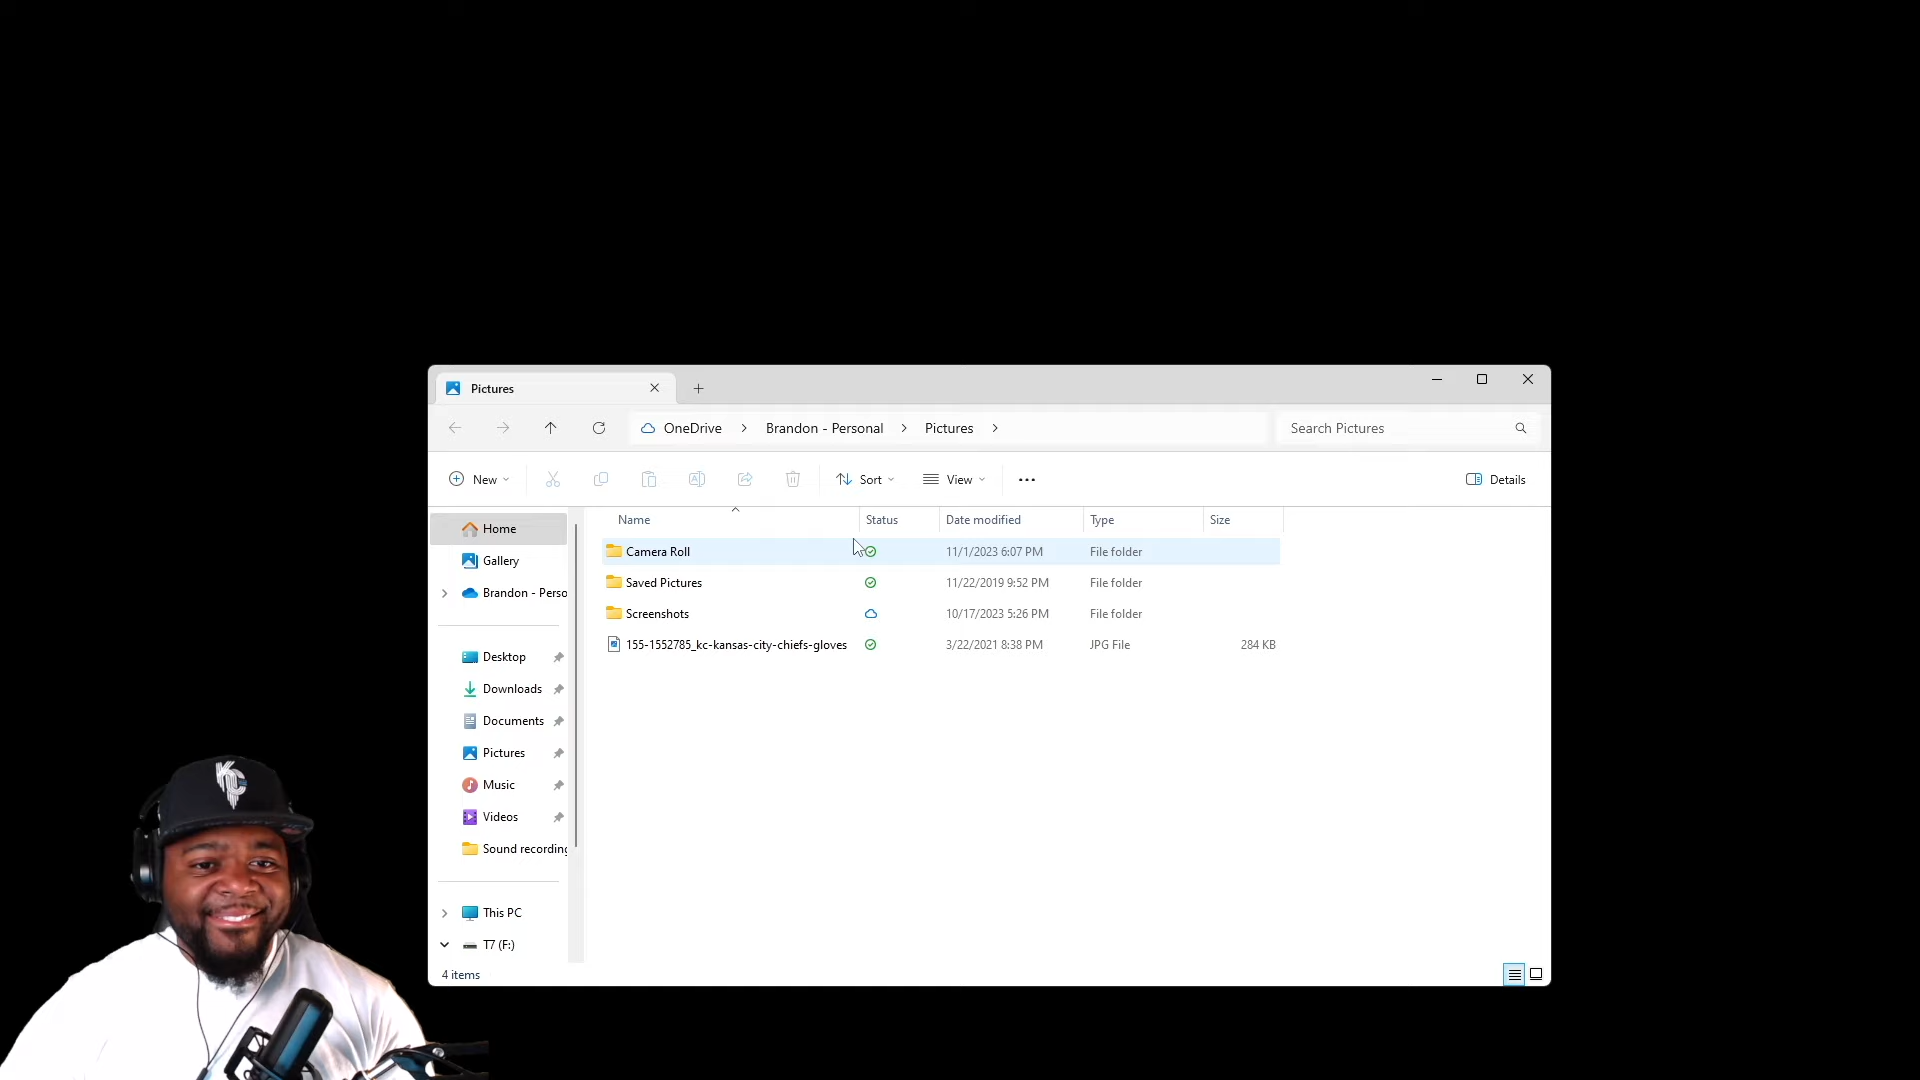 Pictures
OneDrive > Brandon - Personal > Pictures >
Search Pictures
New
Sort
View
Details
Name Status Date modified Type Size
Home
Gallery
Brandon - Perso
Desktop
Downloads
Documents
Pictures
Music
Videos
Sound recording
This PC
T7 (F:)
Camera Roll 11/1/2023 6:07 PM File folder
Saved Pictures 11/22/2019 9:52 PM File folder
Screenshots 10/17/2023 5:26 PM File folder
155-1552785_kc-kansas-city-chiefs-gloves 3/22/2021 8:38 PM JPG File 284 KB
4 items
KC